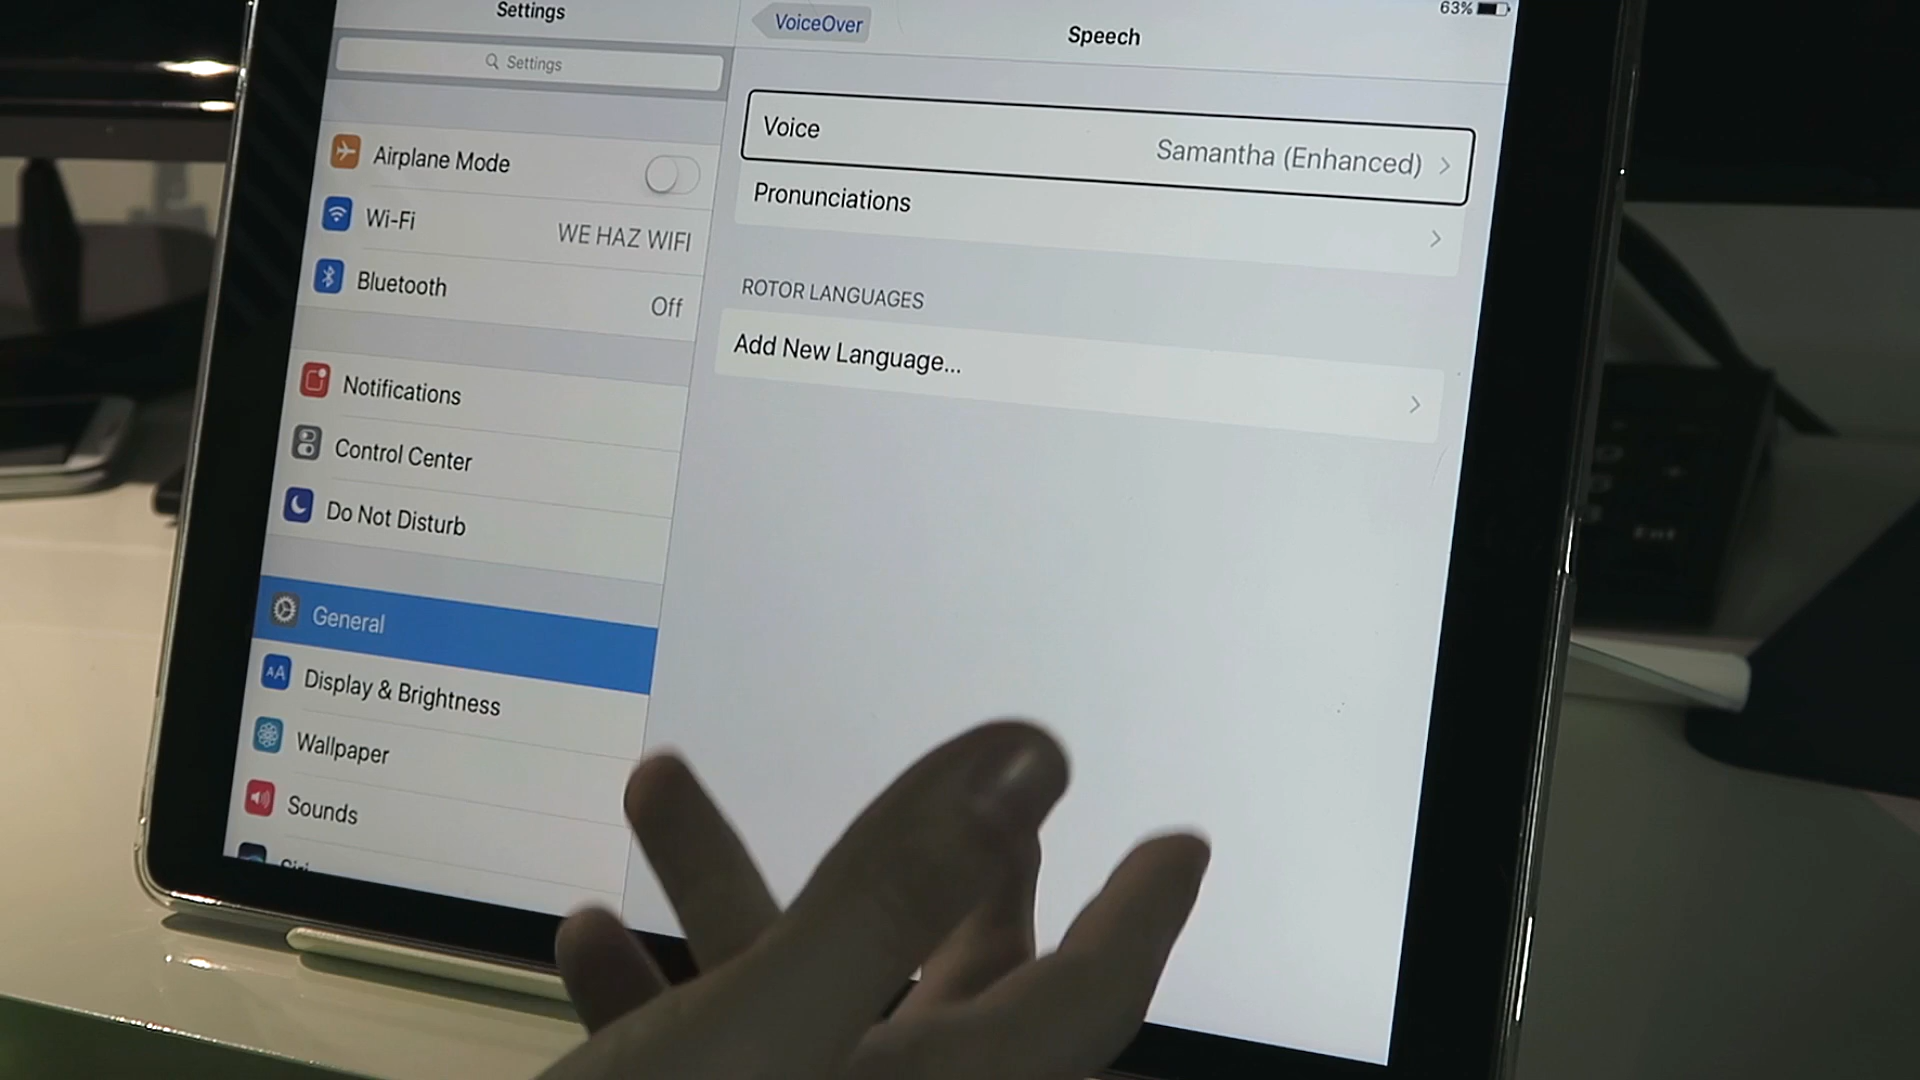 Settings
VoiceOver
Speech
63%
Settings
Airplane Mode
Wi-Fi
WE HAZ WIFI
Bluetooth
Off
Notifications
Control Center
Do Not Disturb
General
AA
Display & Brightness
Wallpaper
Sounds
Voice
Samantha (Enhanced)
Pronunciations
ROTOR LANGUAGES
Add New Language...